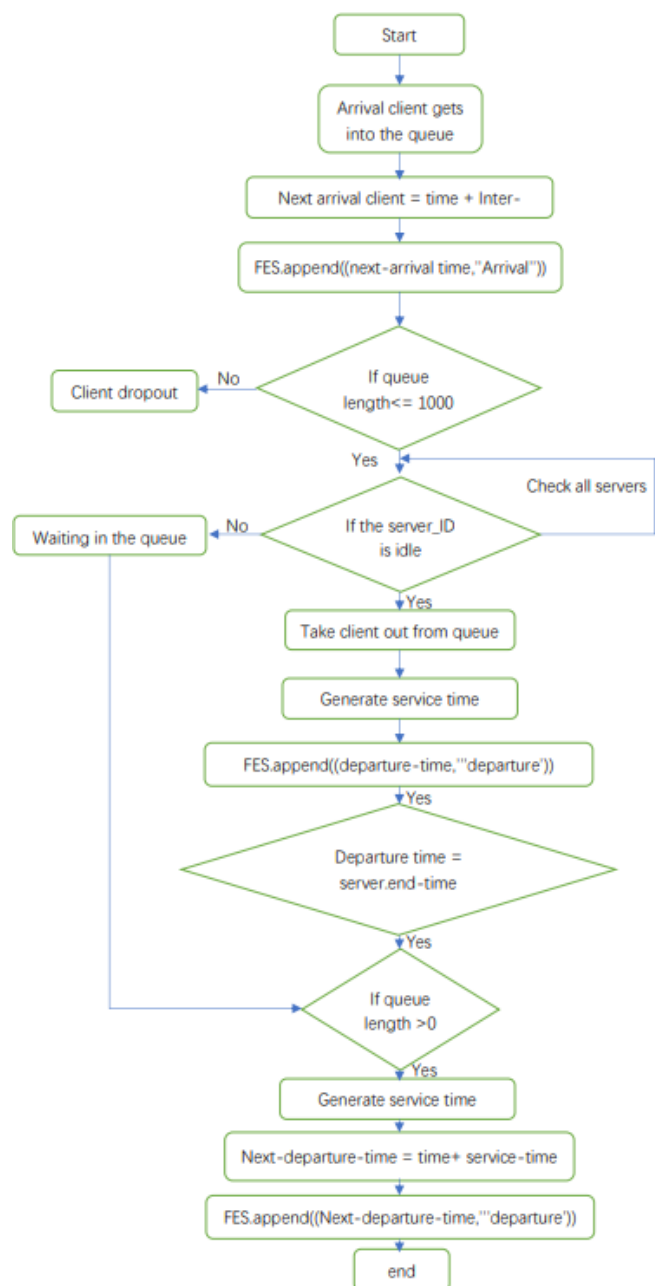 Start
Arrival client gets
into the queue
Next arrival client = time + Inter-
FES.append((next-arrival time,"Arrival"))
If queue
length<= 1000
No
Client dropout
Yes
Check all servers
If the server_ID
is idle
No
Waiting in the queue
Yes
Take client out from queue
Generate service time
FES.append((departure-time,'"departure'))
Yes
Departure time =
server.end-time
Yes
If queue
length >0
Yes
Generate service time
Next-departure-time = time+ service-time
FES.append((Next-departure-time,'"departure'))
end